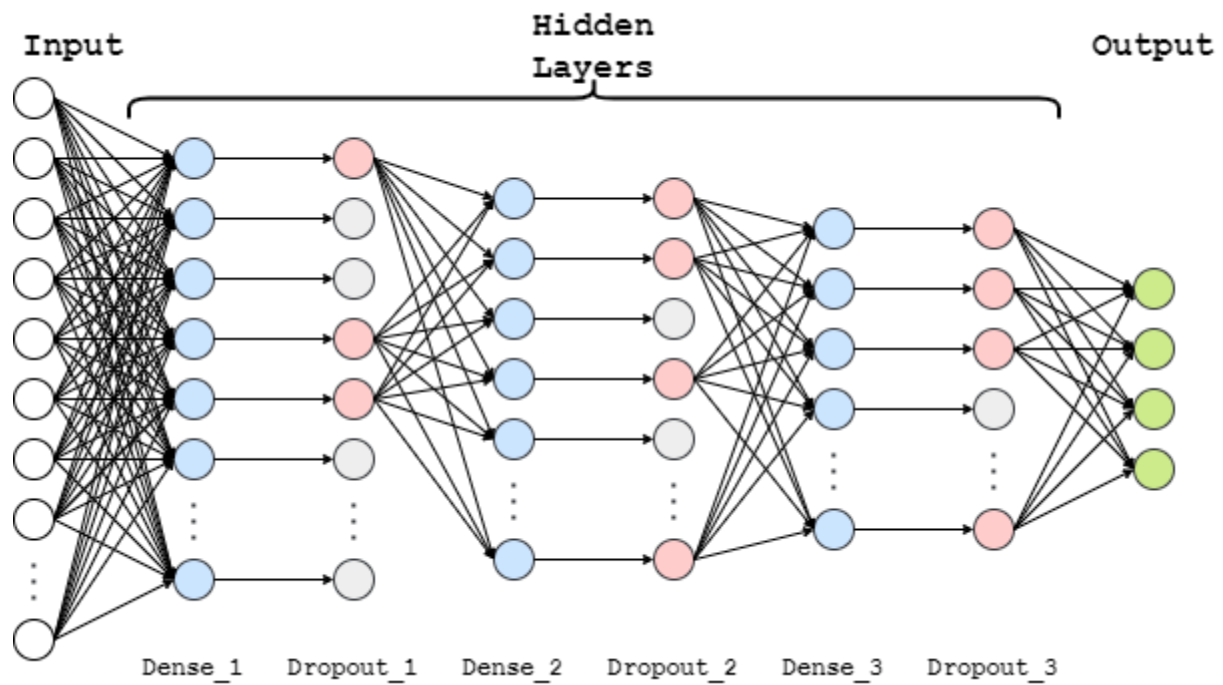 Input
Hidden
Layers
Output
Dense_1
Dropout_1
Dense_2
Dropout_2
Dense_3
Dropout_3